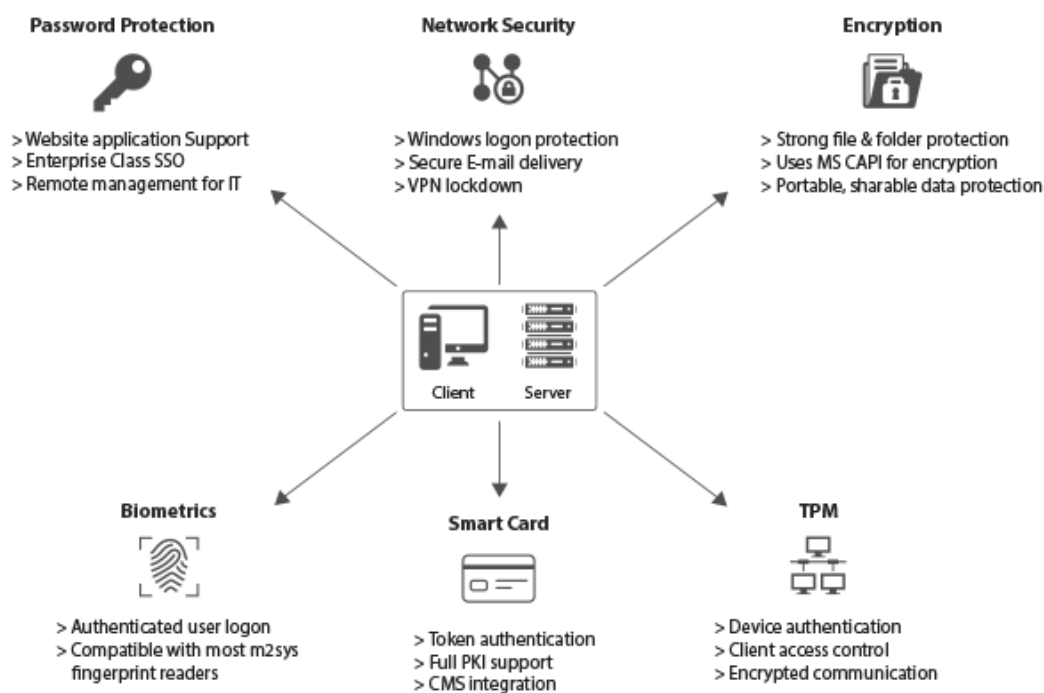 Password Protection
> Website application Support
> Enterprise Class SSO
> Remote management for IT
Network Security
> Windows logon protection
> Secure E-mail delivery
> VPN lockdown
Encryption
> Strong file & folder protection
> Uses MS CAPI for encryption
> Portable, sharable data protection
Client
Server
Biometrics
> Authenticated user logon
> Compatible with most m2sys
fingerprint readers
Smart Card
> Token authentication
> Full PKI support
> CMS integration
TPM
> Device authentication
> Client access control
> Encrypted communication